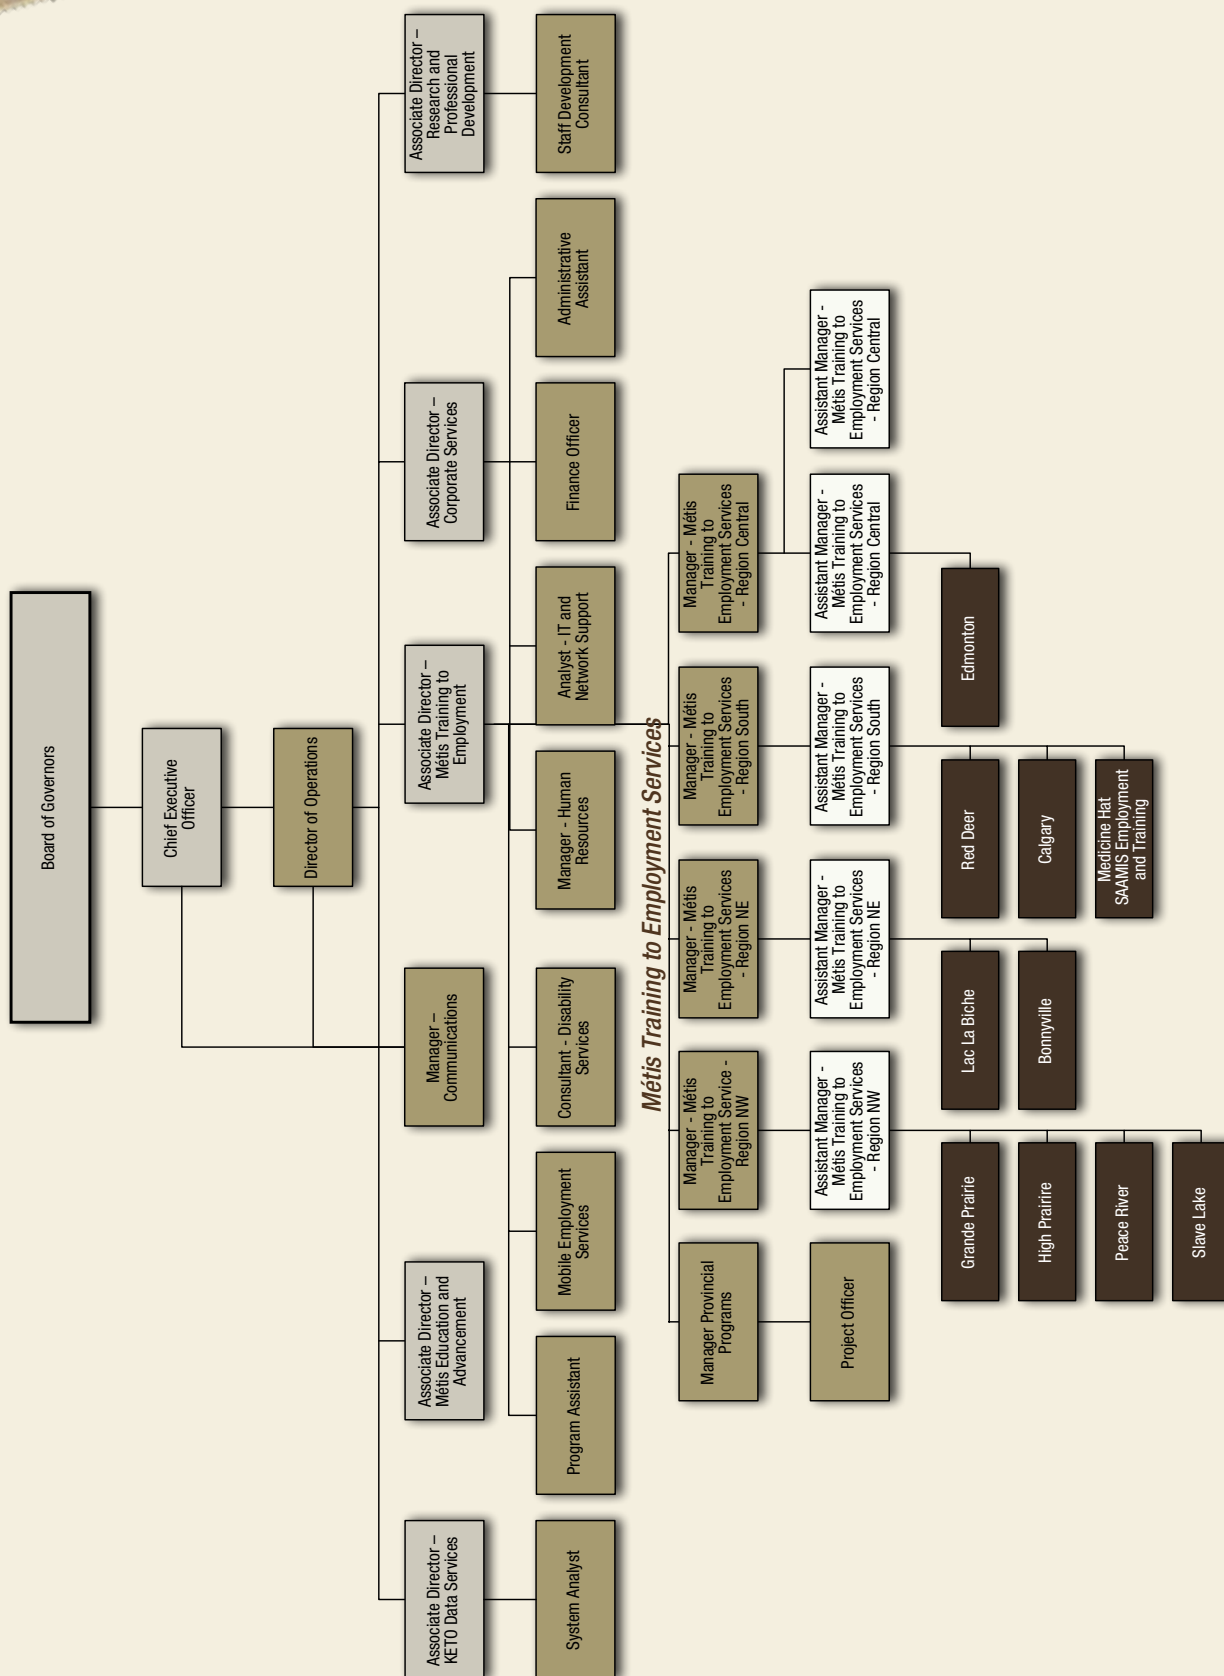 Board of Governors
Chief Executive
Officer
Director of Operations
Associate Director –
KETO Data Services
Associate Director –
Métis Education and
Advancement
Manager –
Communications
Associate Director –
Métis Training to
Employment
Associate Director –
Corporate Services
Associate Director –
Research and
Professional
Development
System Analyst
Program Assistant
Mobile Employment
Services
Consultant - Disability
Services
Manager - Human
Resources
Analyst - IT and
Network Support
Finance Officer
Administrative
Assistant
Staff Development
Consultant
Métis Training to Employment Services
Manager Provincial
Programs
Manager - Métis
Training to
Employment Service -
Region NW
Manager - Métis
Training to
Employment Services
- Region NE
Manager - Métis
Training to
Employment Services
- Region South
Manager - Métis
Training to
Employment Services
- Region Central
Project Officer
Assistant Manager -
Métis Training to
Employment Services
- Region NW
Assistant Manager -
Métis Training to
Employment Services
- Region NE
Assistant Manager -
Métis Training to
Employment Services
- Region South
Assistant Manager -
Métis Training to
Employment Services
- Region Central
Assistant Manager -
Métis Training to
Employment Services
- Region Central
Grande Prairie
High Prairire
Peace River
Slave Lake
Lac La Biche
Bonnyville
Red Deer
Calgary
Medicine Hat
SAAMIS Employment
and Training
Edmonton